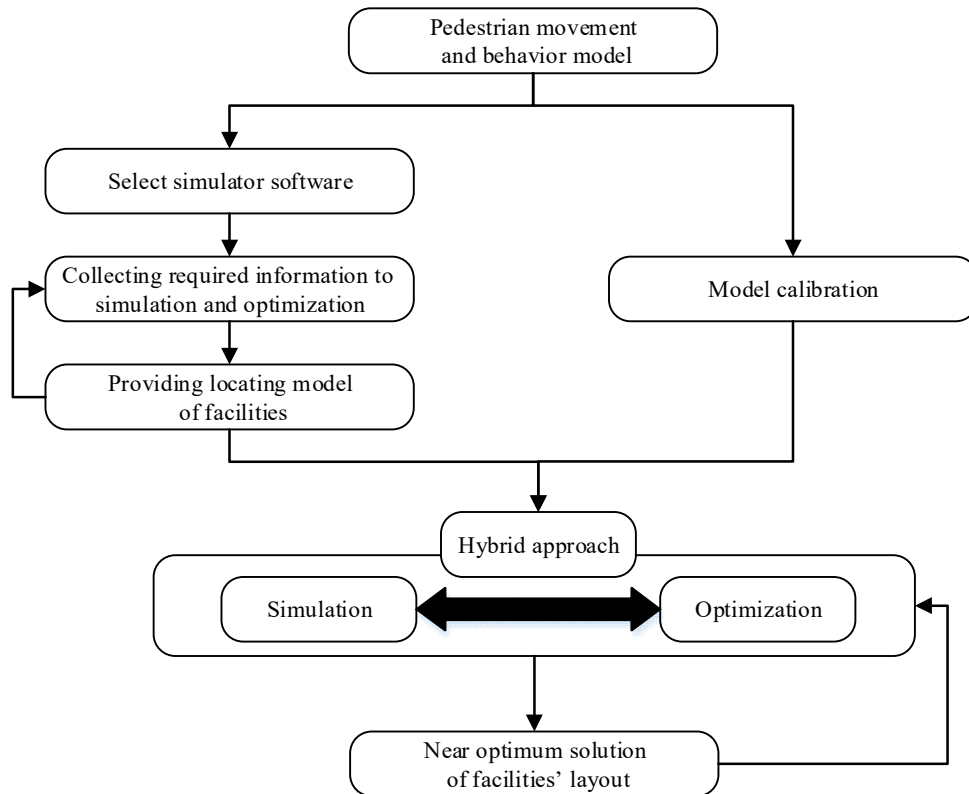 Pedestrian movement
and behavior model
Select simulator software
Collecting required information to
simulation and optimization
Model calibration
Providing locating model
of facilities
Hybrid approach
Simulation
Optimization
Near optimum solution
of facilities’ layout